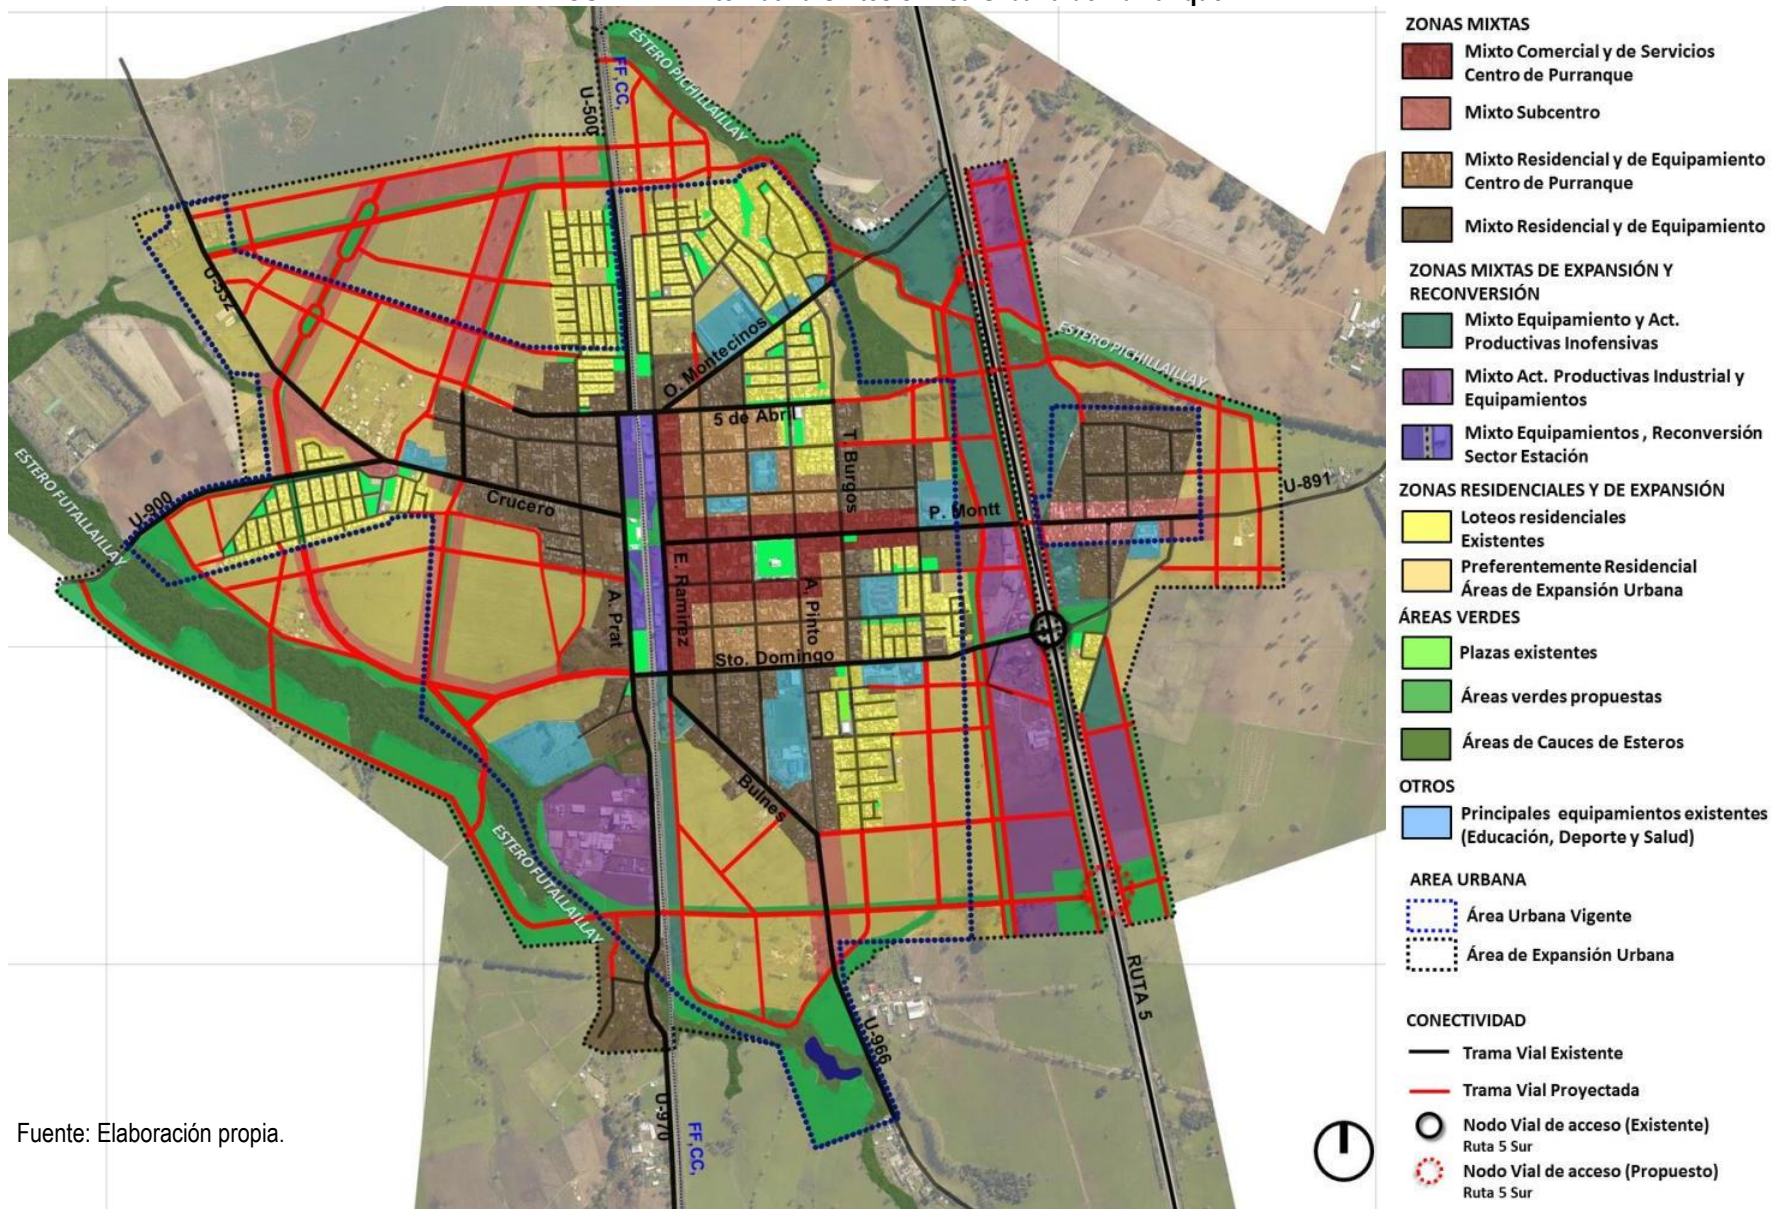 ESTERO PICHILLAILLAY
FF,CC,
U-500
U-332
O. Montecinos
5 de Abril
T. Burgos
ESTERO PICHILLAILLAY
U-891
P. Montt
Crucero
U-900
ESTERO FUTALLAILLAY
E. Ramirez
A. Prat
A. Pinto
Sto. Domingo
Bulnes
ESTERO FUTALLAILLAY
RUTA 5
U-966
U-970
FF,CC,
Fuente: Elaboración propia.
ZONAS MIXTAS
Mixto Comercial y de Servicios
Centro de Purranque
Mixto Subcentro
Mixto Residencial y de Equipamiento
Centro de Purranque
Mixto Residencial y de Equipamiento
ZONAS MIXTAS DE EXPANSIÓN Y
RECONVERSIÓN
Mixto Equipamiento y Act.
Productivas Inofensivas
Mixto Act. Productivas Industrial y
Equipamientos
Mixto Equipamientos , Reconversión
Sector Estación
ZONAS RESIDENCIALES Y DE EXPANSIÓN
Loteos residenciales
Existentes
Preferentemente Residencial
Áreas de Expansión Urbana
ÁREAS VERDES
Plazas existentes
Áreas verdes propuestas
Áreas de Cauces de Esteros
OTROS
Principales equipamientos existentes
(Educación, Deporte y Salud)
AREA URBANA
Área Urbana Vigente
Área de Expansión Urbana
CONECTIVIDAD
Trama Vial Existente
Trama Vial Proyectada
Nodo Vial de acceso (Existente)
Ruta 5 Sur
Nodo Vial de acceso (Propuesto)
Ruta 5 Sur